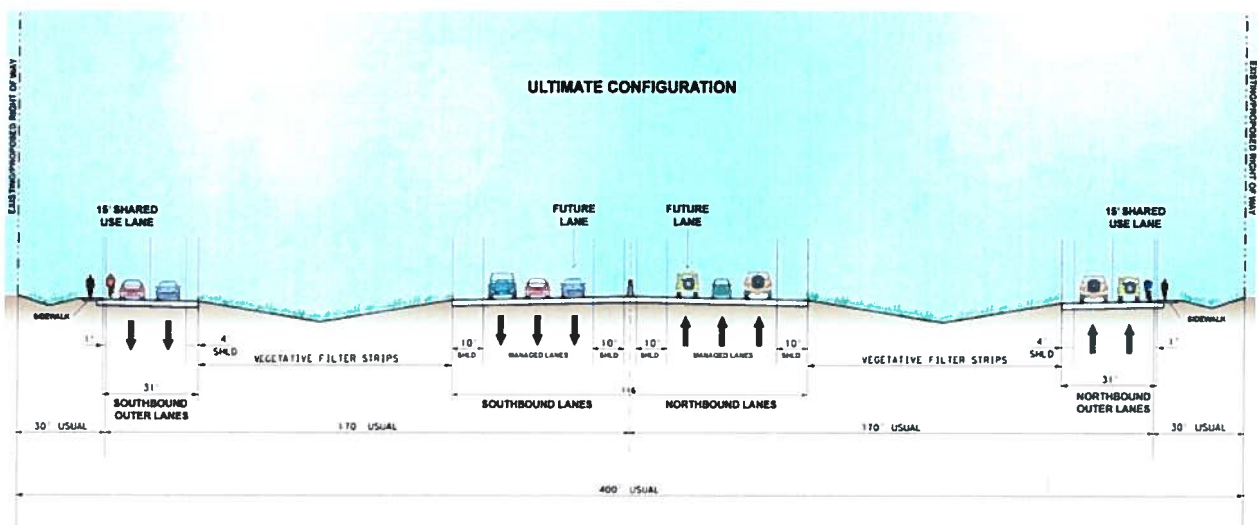 ULTIMATE CONFIGURATION
EXISTING/PROPOSED RIGHT OF WAY
EXISTING/PROPOSED RIGHT OF WAY
15' SHARED
USE LANE
FUTURE
LANE
FUTURE
LANE
15' SHARED
USE LANE
SIDEWALK
SIDEWALK
1'
4'
SHLD
VEGETATIVE FILTER STRIPS
10'
SHLD
MANAGED LANES
10'
SHLD
10'
SHLD
MANAGED LANES
10'
SHLD
VEGETATIVE FILTER STRIPS
4'
SHLD
1'
31'
SOUTHBOUND
OUTER LANES
116
SOUTHBOUND LANES
NORTHBOUND LANES
31'
NORTHBOUND
OUTER LANES
30' USUAL
170' USUAL
170' USUAL
30' USUAL
400' USUAL